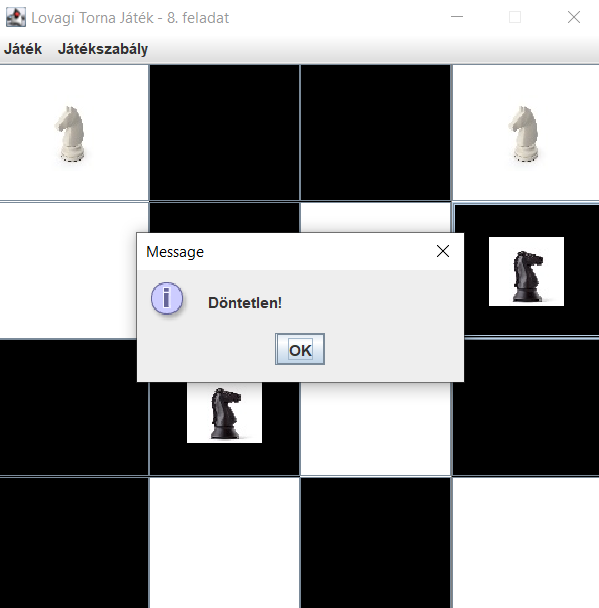 Lovagi Torna Játék - 8. feladat
Játék Játékszabály
Message
Döntetlen!
OK